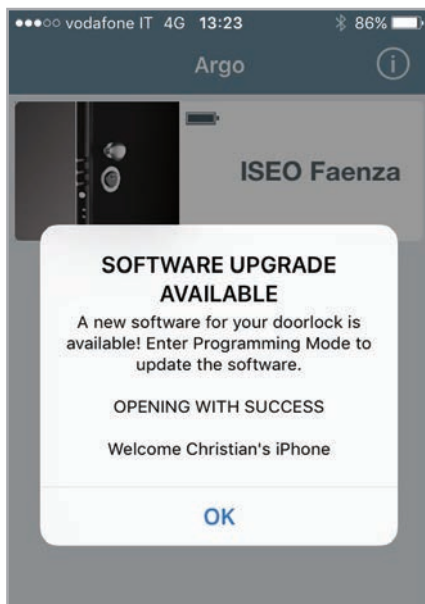 vodafone IT 4G 13:23 86%
Argo
ISEO Faenza
SOFTWARE UPGRADE
AVAILABLE
A new software for your doorlock is
available! Enter Programming Mode to
update the software.
OPENING WITH SUCCESS
Welcome Christian's iPhone
OK